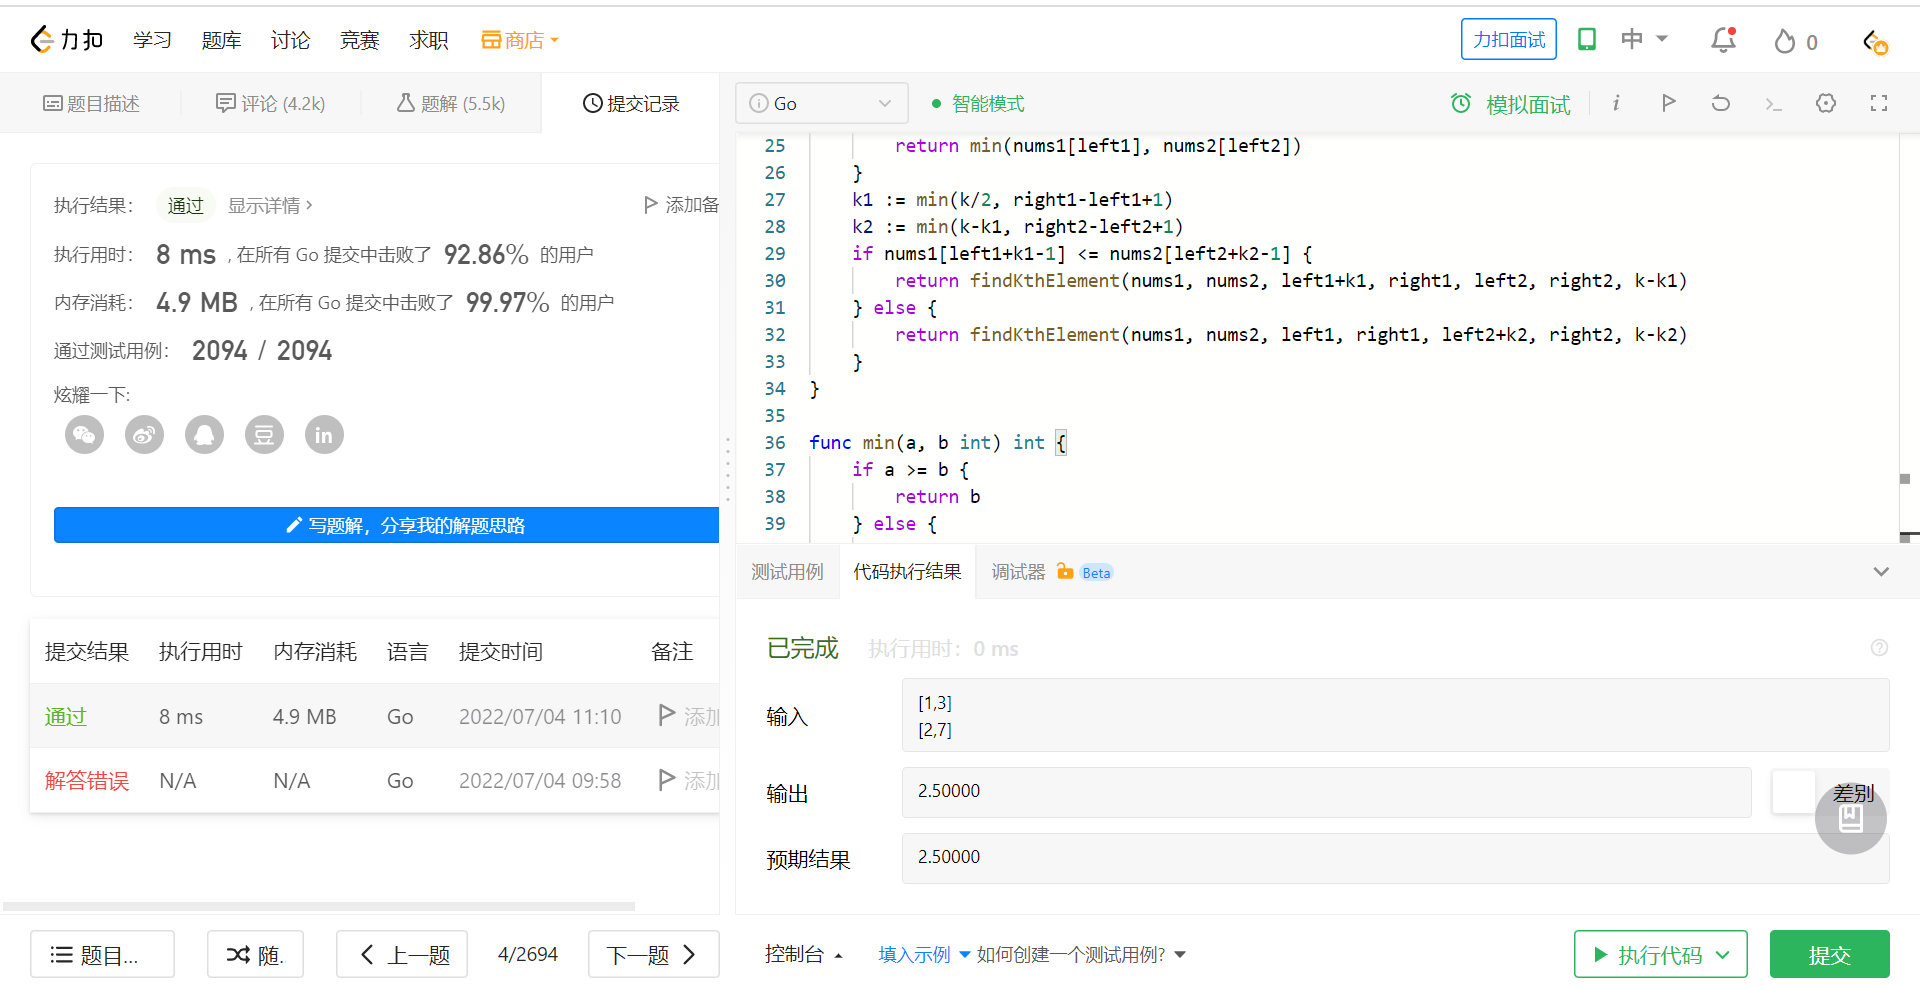 力扣 学习 题库 讨论 竞赛 求职 商店 力扣面试 中 0
题目描述 评论 (4.2k) 题解 (5.5k) 提交记录
执行结果： 通过 显示详情 > 添加备
执行用时： 8 ms , 在所有 Go 提交中击败了 92.86% 的用户
内存消耗： 4.9 MB , 在所有 Go 提交中击败了 99.97% 的用户
通过测试用例： 2094 / 2094
炫耀一下:
豆 in
写题解，分享我的解题思路
提交结果 执行用时 内存消耗 语言 提交时间 备注
通过 8 ms 4.9 MB Go 2022/07/04 11:10 添加
解答错误 N/A N/A Go 2022/07/04 09:58 添加
题目... 随. 上一题 4/2694 下一题
i Go 智能模式 模拟面试 i
25 return min(nums1[left1], nums2[left2])
26 }
27 k1 := min(k/2, right1-left1+1)
28 k2 := min(k-k1, right2-left2+1)
29 if nums1[left1+k1-1] <= nums2[left2+k2-1] {
30 return findKthElement(nums1, nums2, left1+k1, right1, left2, right2, k-k1)
31 } else {
32 return findKthElement(nums1, nums2, left1, right1, left2+k2, right2, k-k2)
33 }
34 }
35
36 func min(a, b int) int {
37 if a >= b {
38 return b
39 } else {
测试用例 代码执行结果 调试器 Beta
已完成 执行用时：0 ms
输入 [1,3]
[2,7]
输出 2.50000 差别
预期结果 2.50000
控制台 填入示例 如何创建一个测试用例? 执行代码 提交